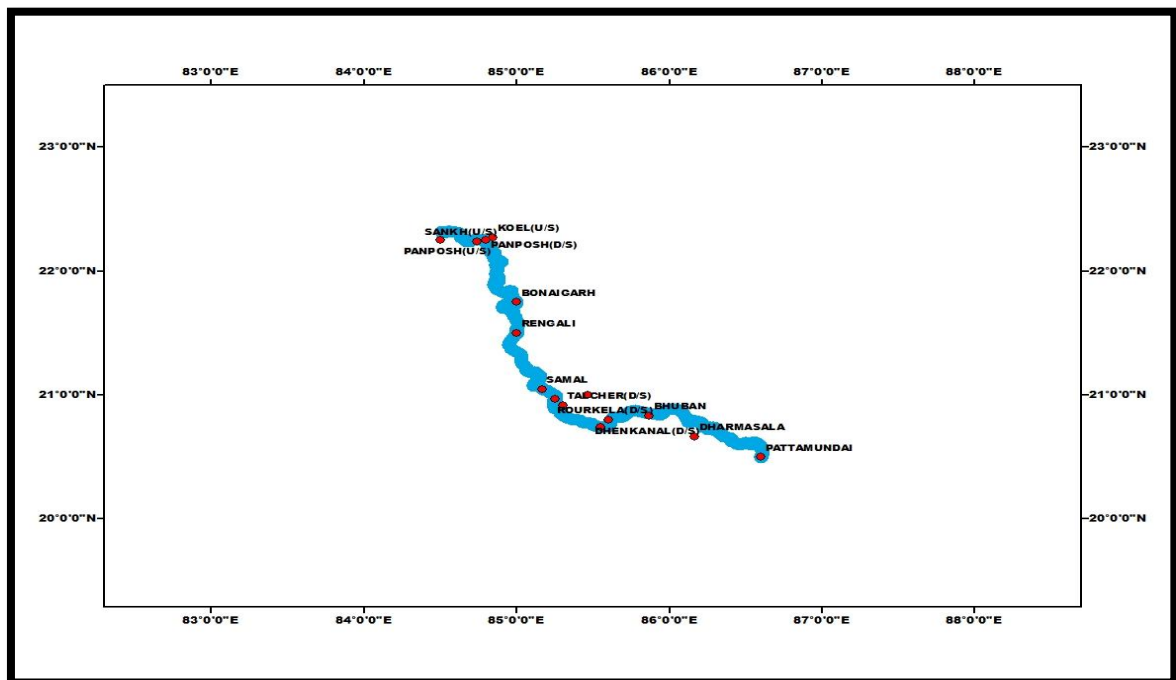 83°0'0"E 84°0'0"E 85°0'0"E 86°0'0"E 87°0'0"E 88°0'0"E
23°0'0"N 23°0'0"N
SANKH(U/S) KOEL(U/S)
PANPOSH(U/S) PANPOSH(D/S)
22°0'0"N 22°0'0"N
BONAIGARH
RENGALI
SAMAL
21°0'0"N TALCHER(D/S) 21°0'0"N
ROURKELA(D/S) BHUBAN
DHENKANAL(D/S) DHARMASALA
PATTAMUNDAI
20°0'0"N 20°0'0"N
83°0'0"E 84°0'0"E 85°0'0"E 86°0'0"E 87°0'0"E 88°0'0"E